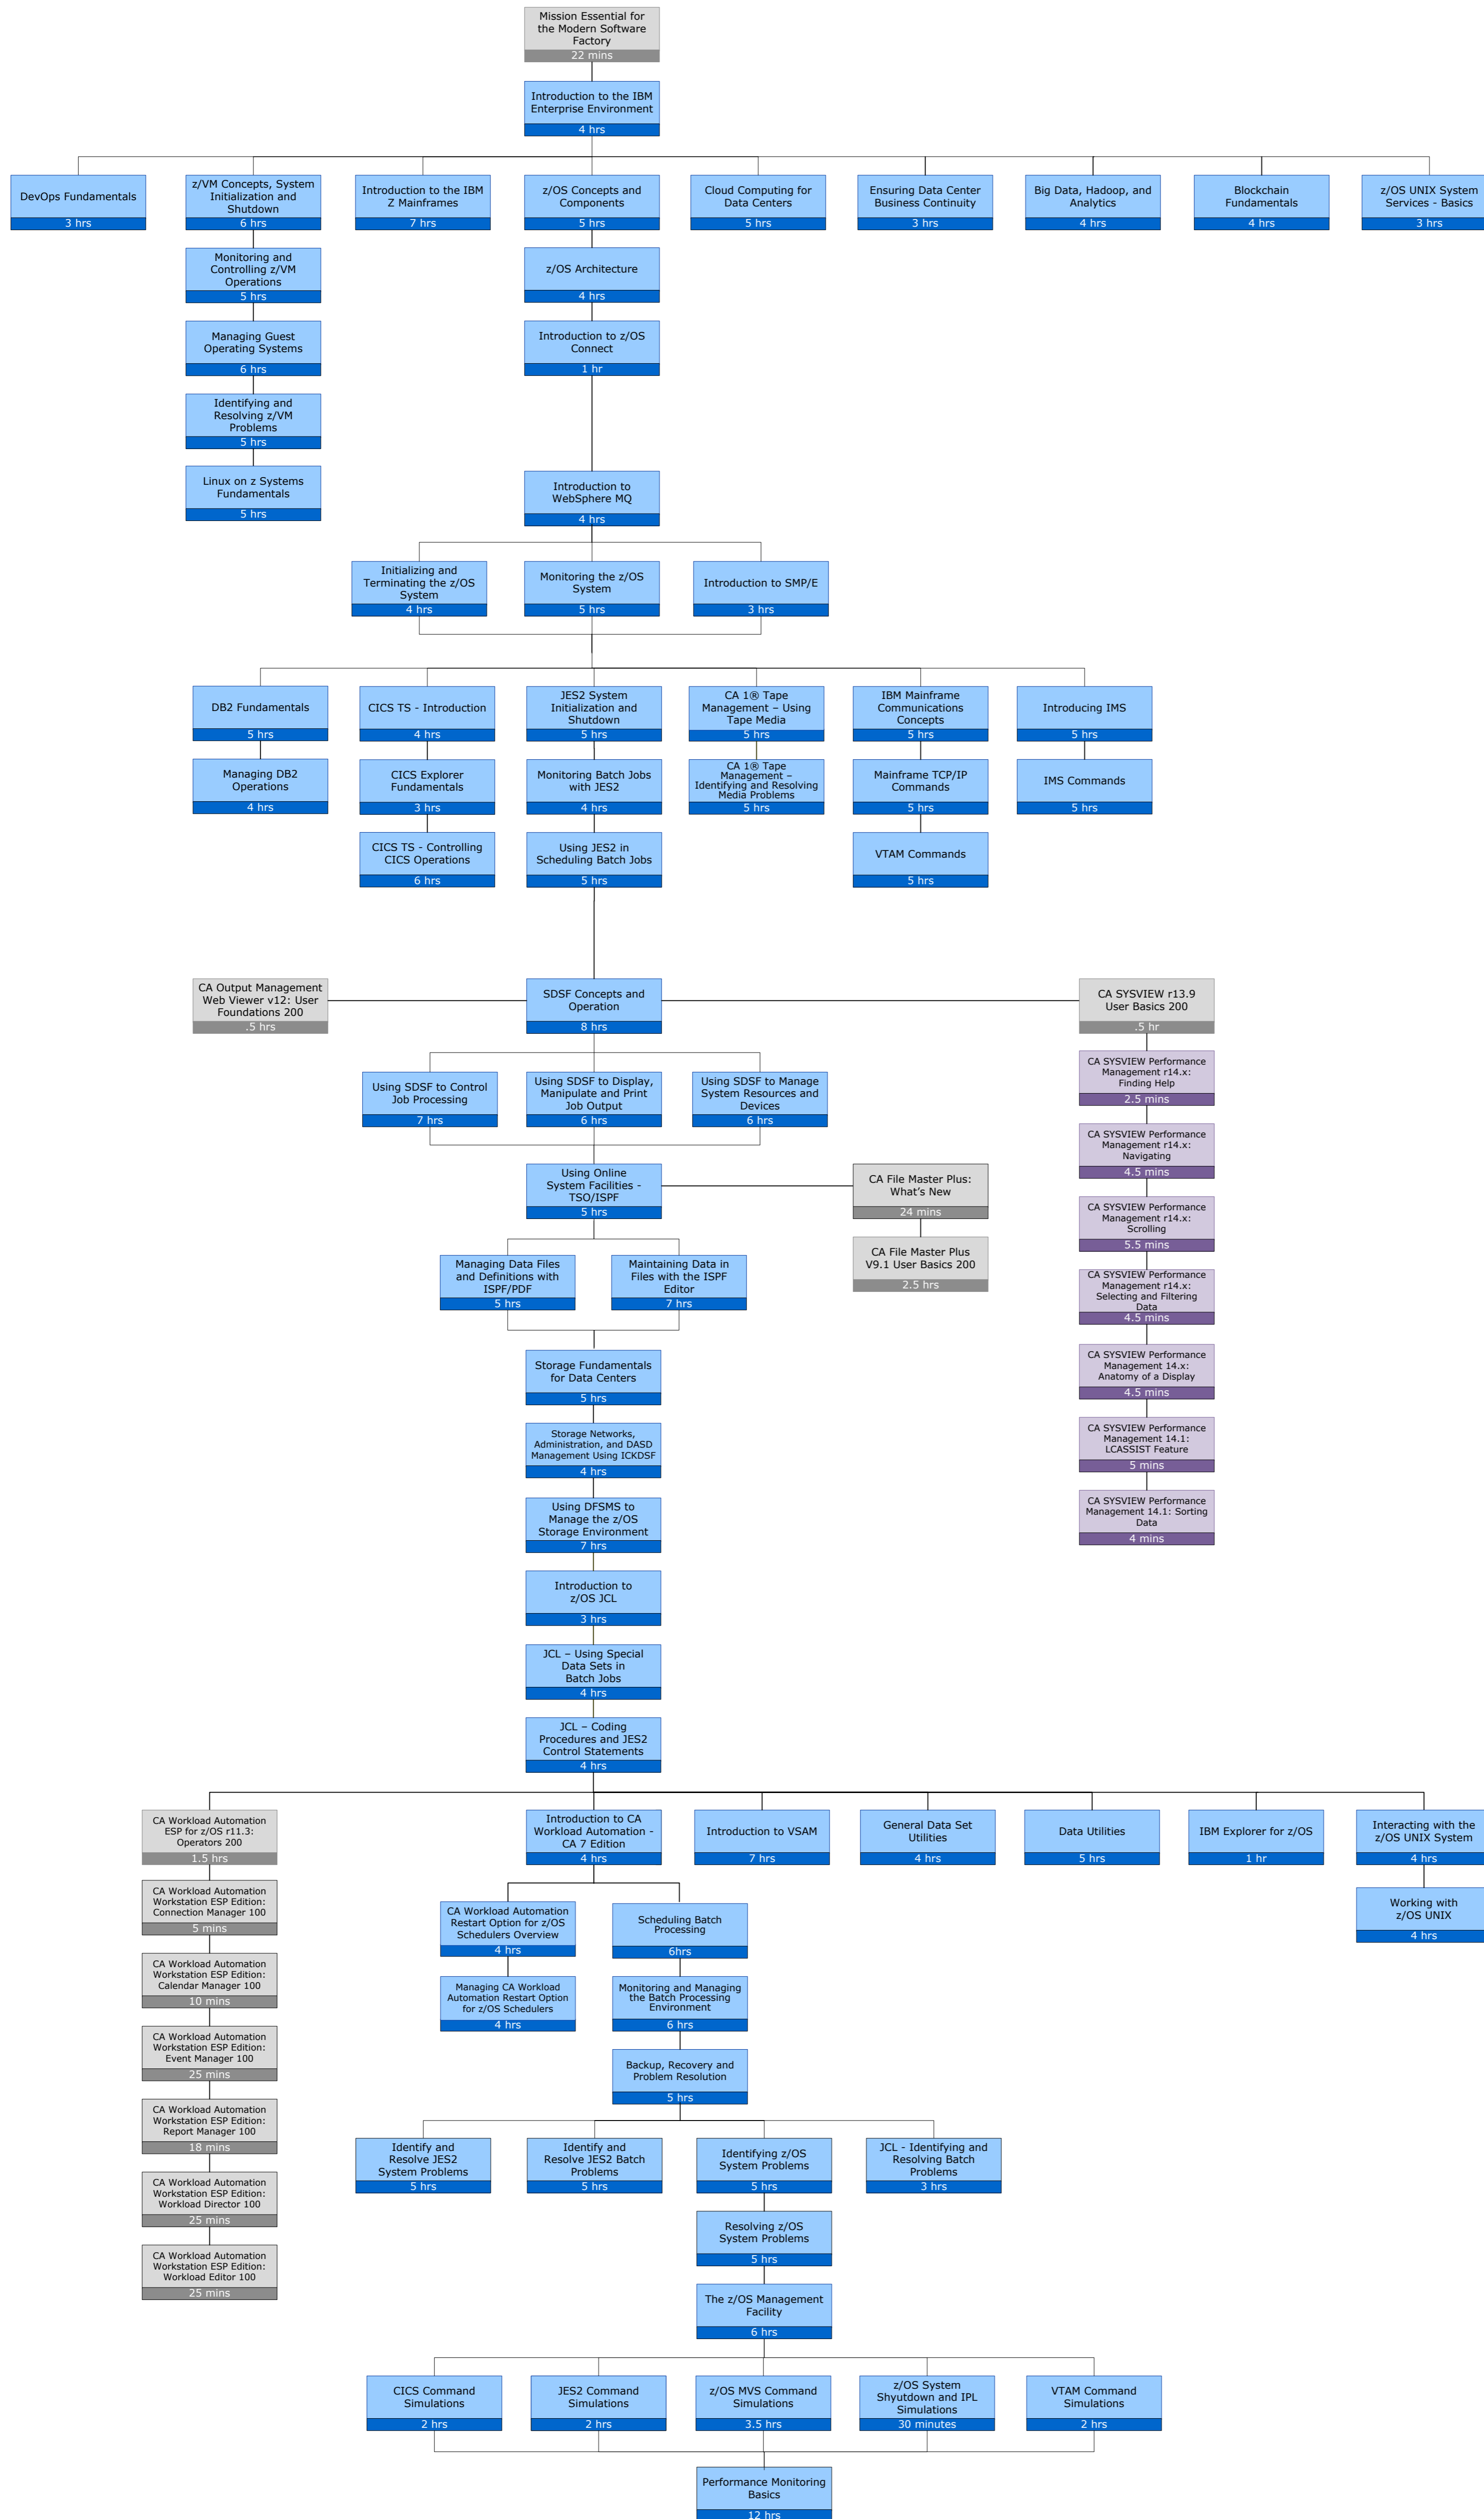 Mission Essential for
the Modern Software
Factory
22 mins
Introduction to the IBM
Enterprise Environment
4 hrs
DevOps Fundamentals
3 hrs
z/VM Concepts, System
Initialization and
Shutdown
6 hrs
Introduction to the IBM
Z Mainframes
7 hrs
z/OS Concepts and
Components
5 hrs
Cloud Computing for
Data Centers
5 hrs
Ensuring Data Center
Business Continuity
3 hrs
Big Data, Hadoop, and
Analytics
4 hrs
Blockchain
Fundamentals
4 hrs
z/OS UNIX System
Services - Basics
3 hrs
Monitoring and
Controlling z/VM
Operations
5 hrs
z/OS Architecture
4 hrs
Managing Guest
Operating Systems
6 hrs
Introduction to z/OS
Connect
1 hr
Identifying and
Resolving z/VM
Problems
5 hrs
Linux on z Systems
Fundamentals
5 hrs
Introduction to
WebSphere MQ
4 hrs
Initializing and
Terminating the z/OS
System
4 hrs
Monitoring the z/OS
System
5 hrs
Introduction to SMP/E
3 hrs
DB2 Fundamentals
5 hrs
CICS TS - Introduction
4 hrs
JES2 System
Initialization and
Shutdown
5 hrs
CA 1® Tape
Management – Using
Tape Media
5 hrs
IBM Mainframe
Communications
Concepts
5 hrs
Introducing IMS
5 hrs
Managing DB2
Operations
4 hrs
CICS Explorer
Fundamentals
3 hrs
Monitoring Batch Jobs
with JES2
4 hrs
CA 1® Tape
Management –
Identifying and Resolving
Media Problems
5 hrs
Mainframe TCP/IP
Commands
5 hrs
IMS Commands
5 hrs
CICS TS - Controlling
CICS Operations
6 hrs
Using JES2 in
Scheduling Batch Jobs
5 hrs
VTAM Commands
5 hrs
CA Output Management
Web Viewer v12: User
Foundations 200
.5 hrs
SDSF Concepts and
Operation
8 hrs
CA SYSVIEW r13.9
User Basics 200
.5 hr
Using SDSF to Control
Job Processing
7 hrs
Using SDSF to Display,
Manipulate and Print
Job Output
6 hrs
Using SDSF to Manage
System Resources and
Devices
6 hrs
CA SYSVIEW Performance
Management r14.x:
Finding Help
2.5 mins
CA SYSVIEW Performance
Management r14.x:
Navigating
4.5 mins
Using Online
System Facilities -
TSO/ISPF
5 hrs
CA File Master Plus:
What's New
24 mins
CA SYSVIEW Performance
Management r14.x:
Scrolling
5.5 mins
CA File Master Plus
V9.1 User Basics 200
2.5 hrs
Managing Data Files
and Definitions with
ISPF/PDF
5 hrs
Maintaining Data in
Files with the ISPF
Editor
7 hrs
CA SYSVIEW Performance
Management r14.x:
Selecting and Filtering
Data
4.5 mins
Storage Fundamentals
for Data Centers
5 hrs
CA SYSVIEW Performance
Management 14.x:
Anatomy of a Display
4.5 mins
Storage Networks,
Administration, and DASD
Management Using ICKDSF
4 hrs
CA SYSVIEW Performance
Management 14.1:
LCASSIST Feature
5 mins
Using DFSMS to
Manage the z/OS
Storage Environment
7 hrs
CA SYSVIEW Performance
Management 14.1: Sorting
Data
4 mins
Introduction to
z/OS JCL
3 hrs
JCL – Using Special
Data Sets in
Batch Jobs
4 hrs
JCL – Coding
Procedures and JES2
Control Statements
4 hrs
CA Workload Automation
ESP for z/OS r11.3:
Operators 200
1.5 hrs
Introduction to CA
Workload Automation -
CA 7 Edition
4 hrs
Introduction to VSAM
7 hrs
General Data Set
Utilities
4 hrs
Data Utilities
5 hrs
IBM Explorer for z/OS
1 hr
Interacting with the
z/OS UNIX System
4 hrs
CA Workload Automation
Workstation ESP Edition:
Connection Manager 100
5 mins
CA Workload Automation
Restart Option for z/OS
Schedulers Overview
4 hrs
Scheduling Batch
Processing
6hrs
Working with
z/OS UNIX
4 hrs
CA Workload Automation
Workstation ESP Edition:
Calendar Manager 100
10 mins
Managing CA Workload
Automation Restart Option
for z/OS Schedulers
4 hrs
Monitoring and Managing
the Batch Processing
Environment
6 hrs
CA Workload Automation
Workstation ESP Edition:
Event Manager 100
25 mins
Backup, Recovery and
Problem Resolution
5 hrs
CA Workload Automation
Workstation ESP Edition:
Report Manager 100
18 mins
Identify and
Resolve JES2
System Problems
5 hrs
Identify and
Resolve JES2 Batch
Problems
5 hrs
Identifying z/OS
System Problems
5 hrs
JCL - Identifying and
Resolving Batch
Problems
3 hrs
CA Workload Automation
Workstation ESP Edition:
Workload Director 100
25 mins
Resolving z/OS
System Problems
5 hrs
CA Workload Automation
Workstation ESP Edition:
Workload Editor 100
25 mins
The z/OS Management
Facility
6 hrs
CICS Command
Simulations
2 hrs
JES2 Command
Simulations
2 hrs
z/OS MVS Command
Simulations
3.5 hrs
z/OS System
Shyutdown and IPL
Simulations
30 minutes
VTAM Command
Simulations
2 hrs
Performance Monitoring
Basics
12 hrs